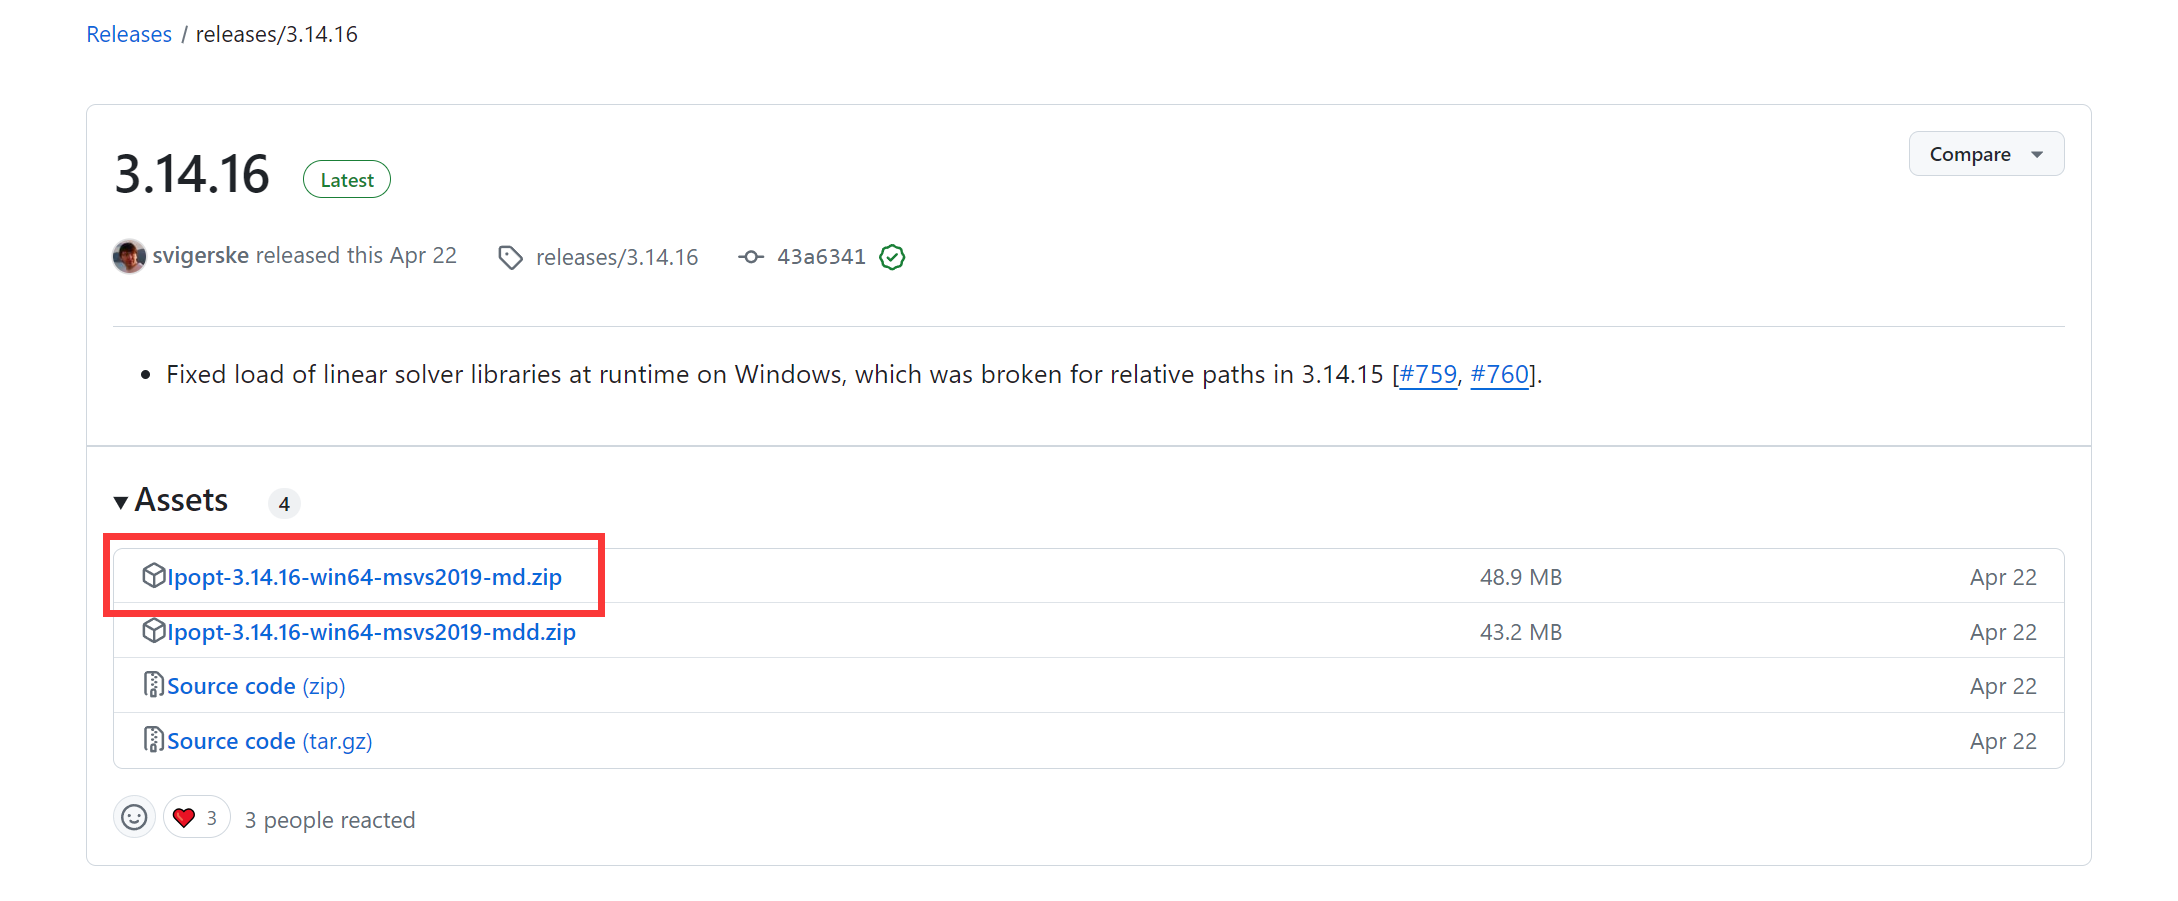 Releases / releases/3.14.16
3.14.16 Latest
Compare
svigerske released this Apr 22 releases/3.14.16 43a6341
Fixed load of linear solver libraries at runtime on Windows, which was broken for relative paths in 3.14.15 [#759, #760].
Assets 4
Ipopt-3.14.16-win64-msvs2019-md.zip 48.9 MB Apr 22
Ipopt-3.14.16-win64-msvs2019-mdd.zip 43.2 MB Apr 22
Source code (zip) Apr 22
Source code (tar.gz) Apr 22
3 3 people reacted